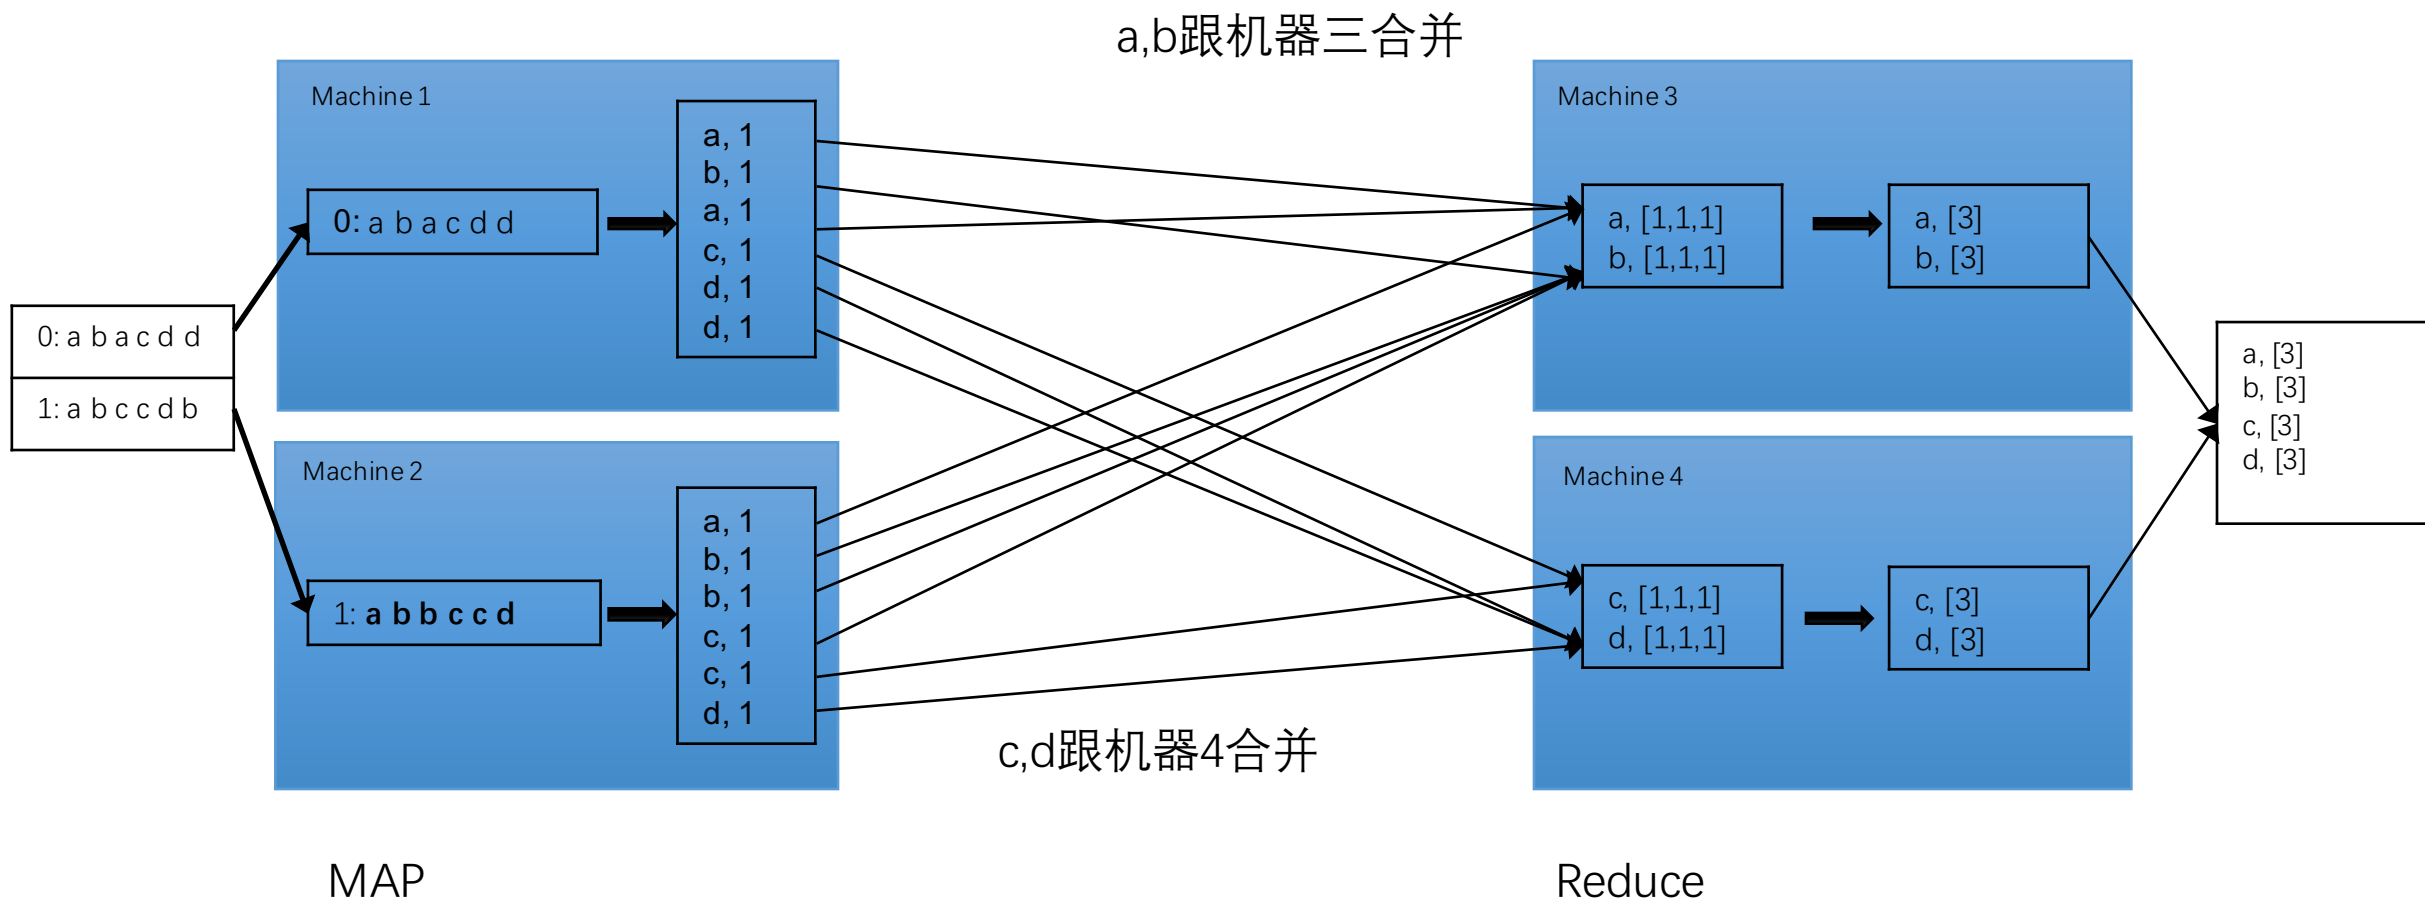 a,b跟机器三合并
0: a b a c d d
1: a b c c d b
Machine 1
0: a b a c d d
a, 1
b, 1
a, 1
c, 1
d, 1
d, 1
Machine 2
1: a b b c c d
a, 1
b, 1
b, 1
c, 1
c, 1
d, 1
Machine 3
a, [1,1,1]
b, [1,1,1]
a, [3]
b, [3]
Machine 4
c, [1,1,1]
d, [1,1,1]
c, [3]
d, [3]
a, [3]
b, [3]
c, [3]
d, [3]
c,d跟机器4合并
MAP
Reduce